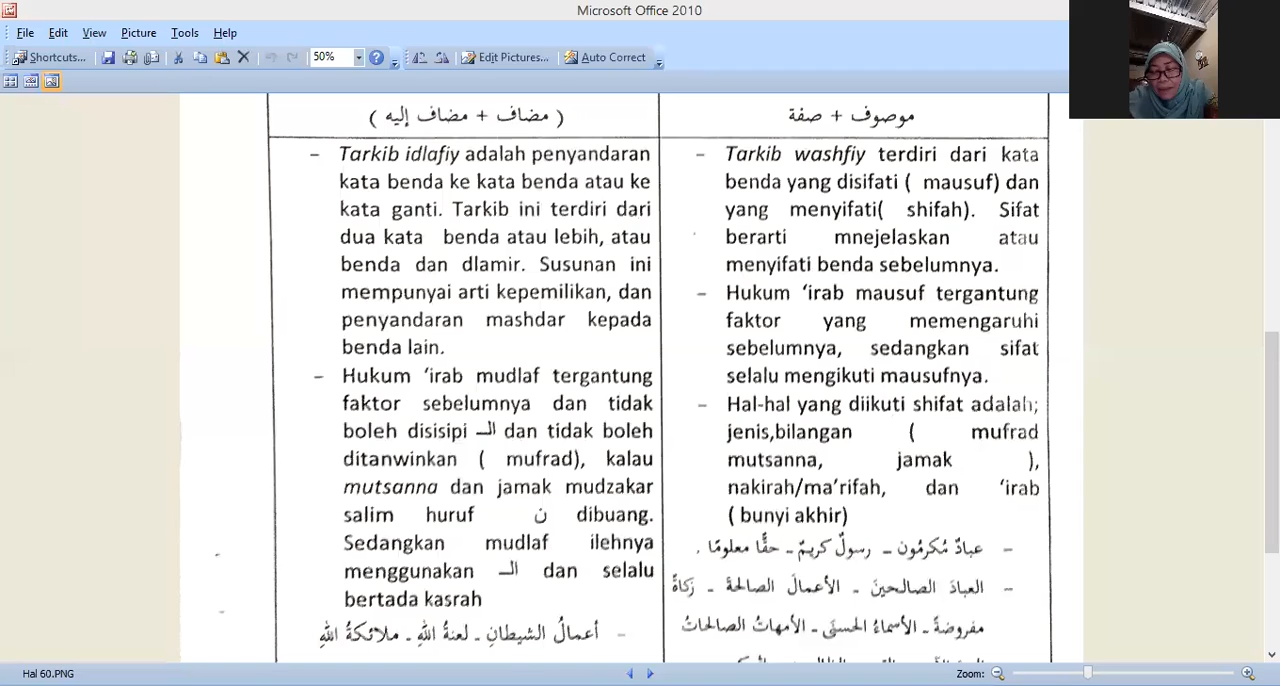 Microsoft Office 2010
File Edit View Picture Tools Help
Shortcuts... 50% Edit Pictures... Auto Correct
( مضاف + مضاف إليه )
- Tarkib idlafiy adalah penyandaran
kata benda ke kata benda atau ke
kata ganti. Tarkib ini terdiri dari
dua kata benda atau lebih, atau
benda dan dlamir. Susunan ini
mempunyai arti kepemilikan, dan
penyandaran mashdar kepada
benda lain.
- Hukum ‘irab mudlaf tergantung
faktor sebelumnya dan tidak
boleh disisipi الـ dan tidak boleh
ditanwinkan ( mufrad), kalau
mutsanna dan jamak mudzakar
salim huruf ن dibuang.
Sedangkan mudlaf ilehnya
menggunakan الـ dan selalu
bertada kasrah
- أعمالُ الشيطانِ ـ لعنةُ اللهِ ـ ملائكةُ اللهِ
موصوف + صفة
- Tarkib washfiy terdiri dari kata
benda yang disifati ( mausuf) dan
yang menyifati( shifah). Sifat
berarti mnejelaskan atau
menyifati benda sebelumnya.
- Hukum ‘irab mausuf tergantung
faktor yang memengaruhi
sebelumnya, sedangkan sifat
selalu mengikuti mausufnya.
- Hal-hal yang diikuti shifat adalah;
jenis,bilangan ( mufrad
mutsanna, jamak ),
nakirah/ma’rifah, dan ‘irab
( bunyi akhir)
- عبادٌ مُكرمُون ـ رسولٌ كريمٌ ـ حقًّا معلومًا .
- العبادَ الصالحينَ ـ الأعمالَ الصالحةَ ـ زكاةً
مفروضةً ـ الأسماءُ الحسنَى ـ الأمهاتُ الصالحاتُ
Hal 60.PNG Zoom: